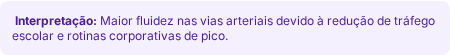 Interpretação: Maior fluidez nas vias arteriais devido à redução de tráfego
escolar e rotinas corporativas de pico.